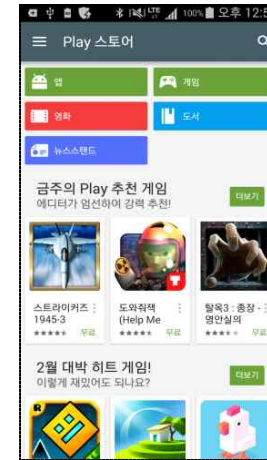 LTE 100% 오후 12:5
Play 스토어
앱
게임
영화
도서
뉴스스탠드
금주의 Play 추천 게임
에디터가 엄선하여 강력 추천!
더보기
스트라이커즈
1945-3
무료
도와줘잭
(Help Me
무료
탈옥3 : 종장 -
영안실의
무료
2월 대박 히트 게임!
이렇게 재밌어도 되나요?
더보기